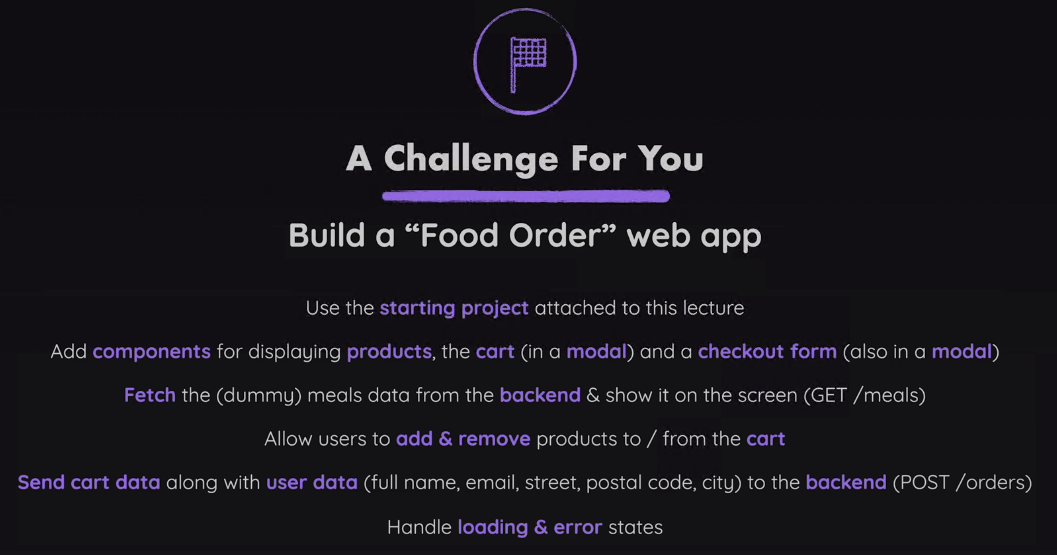 A Challenge For You
Build a “Food Order” web app
Use the starting project attached to this lecture
Add components for displaying products, the cart (in a modal) and a checkout form (also in a modal)
Fetch the (dummy) meals data from the backend & show it on the screen (GET /meals)
Allow users to add & remove products to / from the cart
Send cart data along with user data (full name, email, street, postal code, city) to the backend (POST /orders)
Handle loading & error states